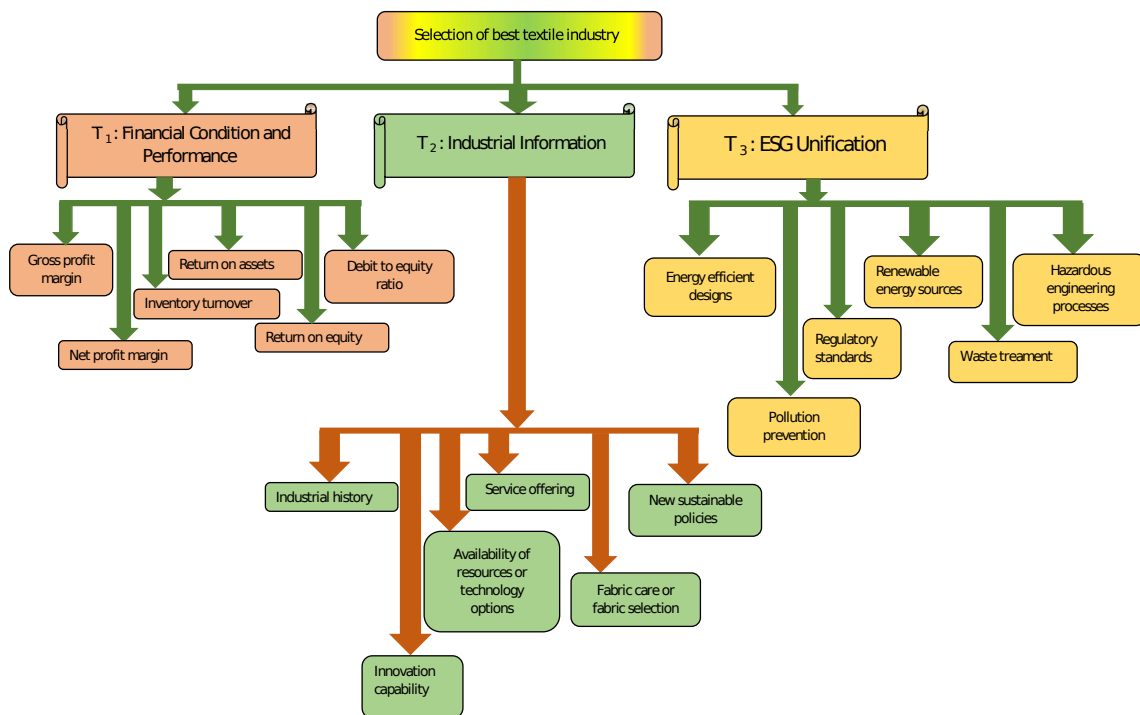 Selection of best textile industry
T1: Financial Condition and
Performance
T2: Industrial Information
T3: ESG Unification
Gross profit
margin
Net profit margin
Inventory turnover
Return on assets
Return on equity
Debit to equity
ratio
Energy efficient
designs
Pollution
prevention
Regulatory
standards
Renewable
energy sources
Waste treament
Hazardous
engineering
processes
Industrial history
Innovation
capability
Availability of
resources or
technology
options
Service offering
Fabric care or
fabric selection
New sustainable
policies